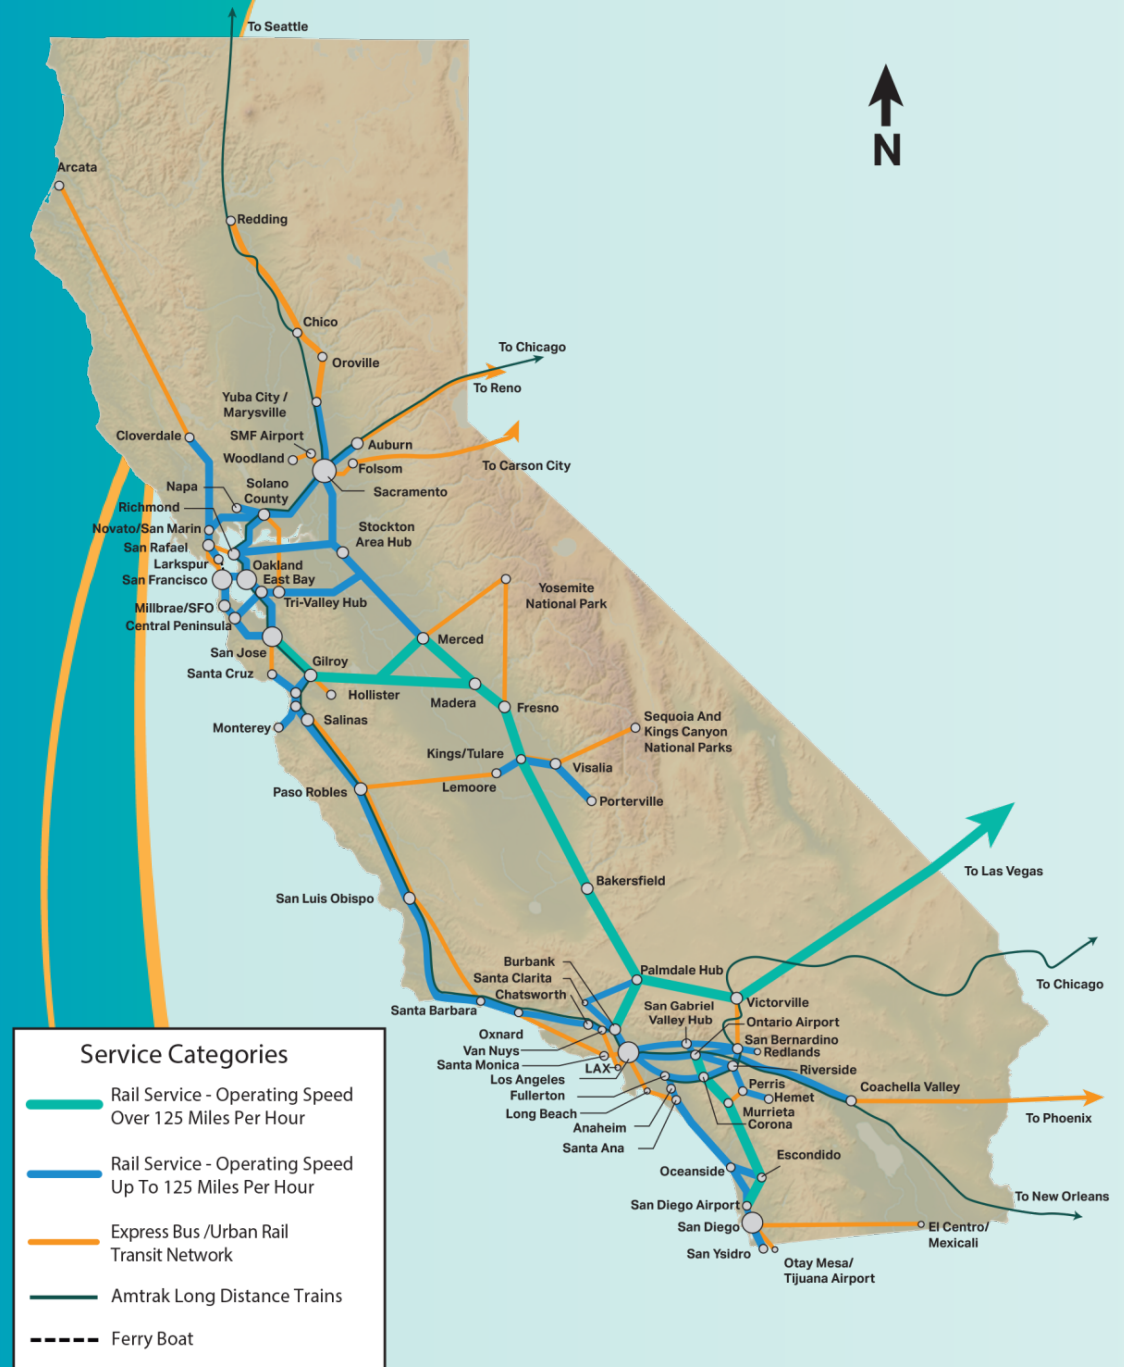 To Seattle
N
Arcata
Redding
Chico
Oroville
To Chicago
To Reno
Yuba City /
Marysville
Cloverdale
SMF Airport
Auburn
Woodland
Folsom
To Carson City
Napa
Solano
County
Sacramento
Richmond
Novato/San Marin
Stockton
Area Hub
San Rafael
Larkspur
Oakland
San Francisco
East Bay
Yosemite
National Park
Millbrae/SFO
Tri-Valley Hub
Central Peninsula
Merced
San Jose
Gilroy
Santa Cruz
Hollister
Madera
Fresno
Salinas
Monterey
Sequoia And
Kings Canyon
National Parks
Kings/Tulare
Visalia
Lemoore
Paso Robles
Porterville
To Las Vegas
Bakersfield
San Luis Obispo
Burbank
Palmdale Hub
Santa Clarita
To Chicago
Chatsworth
Victorville
San Gabriel
Valley Hub
Santa Barbara
Ontario Airport
Oxnard
San Bernardino
Van Nuys
Redlands
Santa Monica
LAX
Riverside
Los Angeles
Perris
Coachella Valley
Fullerton
Hemet
Long Beach
Murrieta
To Phoenix
Anaheim
Corona
Santa Ana
Escondido
Oceanside
To New Orleans
San Diego Airport
San Diego
El Centro/
Mexicali
San Ysidro
Otay Mesa/
Tijuana Airport
Service Categories
Rail Service - Operating Speed
Over 125 Miles Per Hour
Rail Service - Operating Speed
Up To 125 Miles Per Hour
Express Bus /Urban Rail
Transit Network
Amtrak Long Distance Trains
Ferry Boat